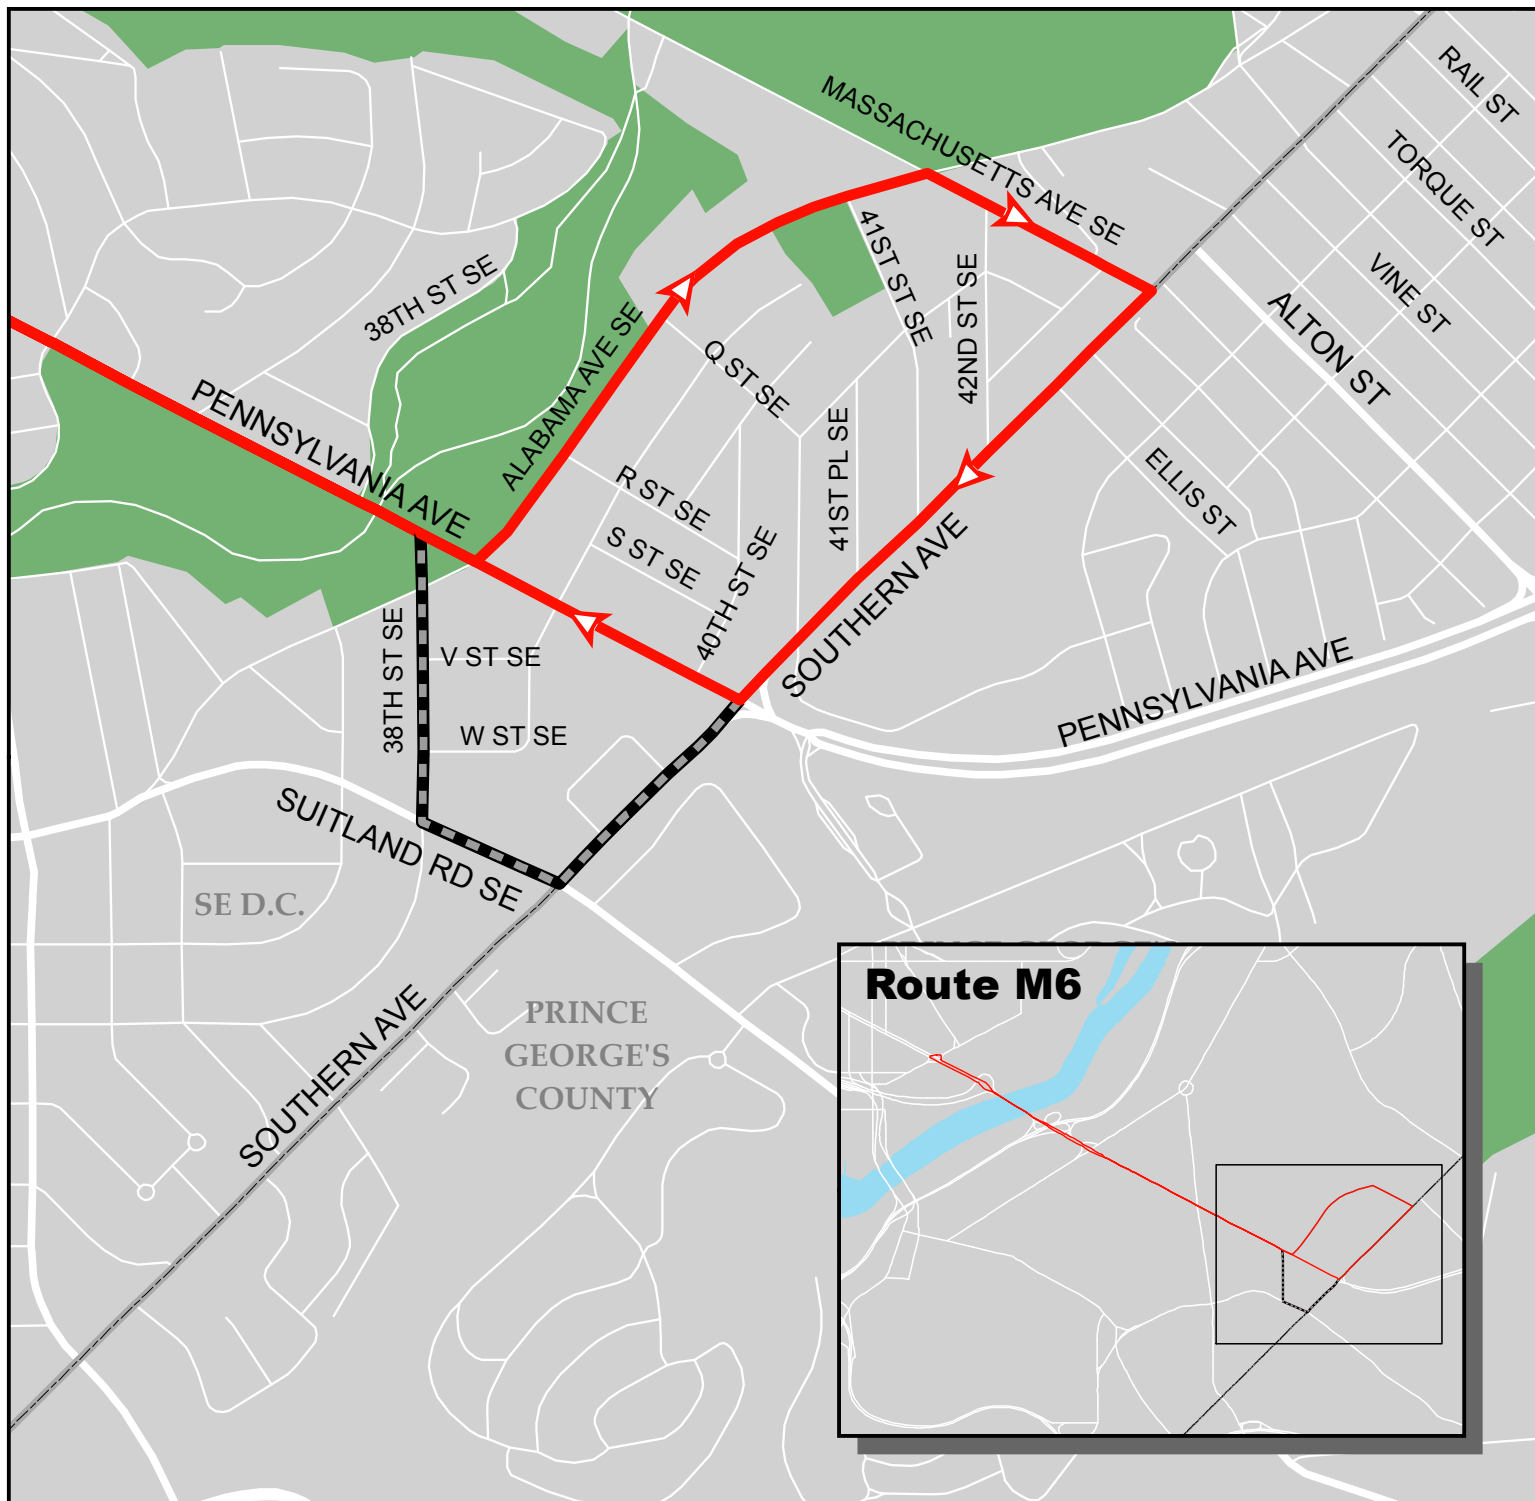 RAIL ST
TORQUE ST
VINE ST
MASSACHUSETTS AVE SE
41ST ST SE
42ND ST SE
38TH ST SE
ALTON ST
ALABAMA AVE SE
Q ST SE
PENNSYLVANIA AVE
41ST PL SE
R ST SE
ELLIS ST
S ST SE
40TH ST SE
SOUTHERN AVE
38TH ST SE
V ST SE
W ST SE
PENNSYLVANIA AVE
SUITLAND RD SE
SE D.C.
SOUTHERN AVE
PRINCE
GEORGE'S
COUNTY
Route M6